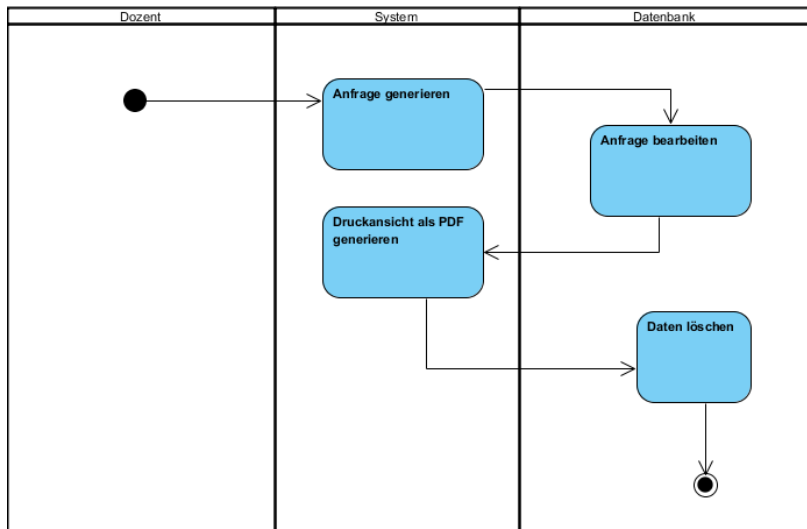 Dozent
System
Datenbank
Anfrage generieren
Anfrage bearbeiten
Druckansicht als PDF
generieren
Daten löschen